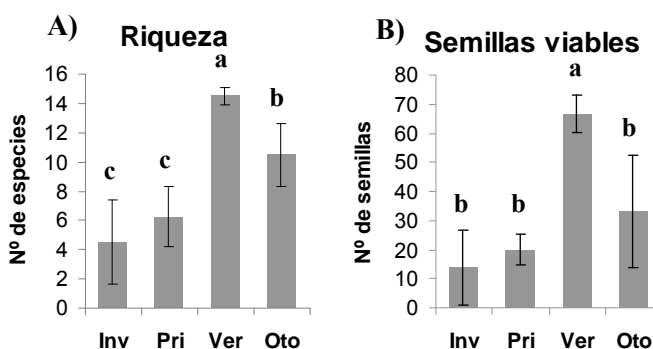 A)
Riqueza
Nº de especies
16
14
12
10
8
6
4
2
0
c
c
a
b
Inv Pri Ver Oto
B)
Semillas viables
Nº de semillas
80
70
60
50
40
30
20
10
0
b
b
a
b
Inv Pri Ver Oto